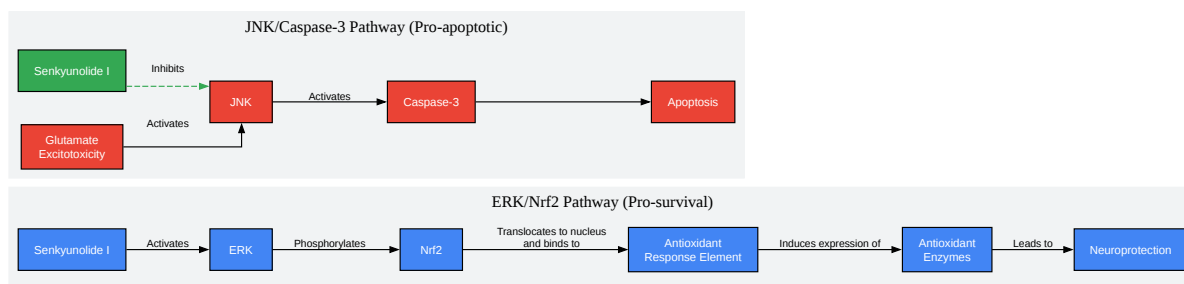 JNK/Caspase-3 Pathway (Pro-apoptotic)
Senkyunolide I
Inhibits
JNK
Activates
Caspase-3
Apoptosis
Activates
Glutamate
Excitotoxicity
ERK/Nrf2 Pathway (Pro-survival)
Senkyunolide I
Activates
ERK
Phosphorylates
Nrf2
Translocates to nucleus
and binds to
Antioxidant
Response Element
Induces expression of
Antioxidant
Enzymes
Leads to
Neuroprotection